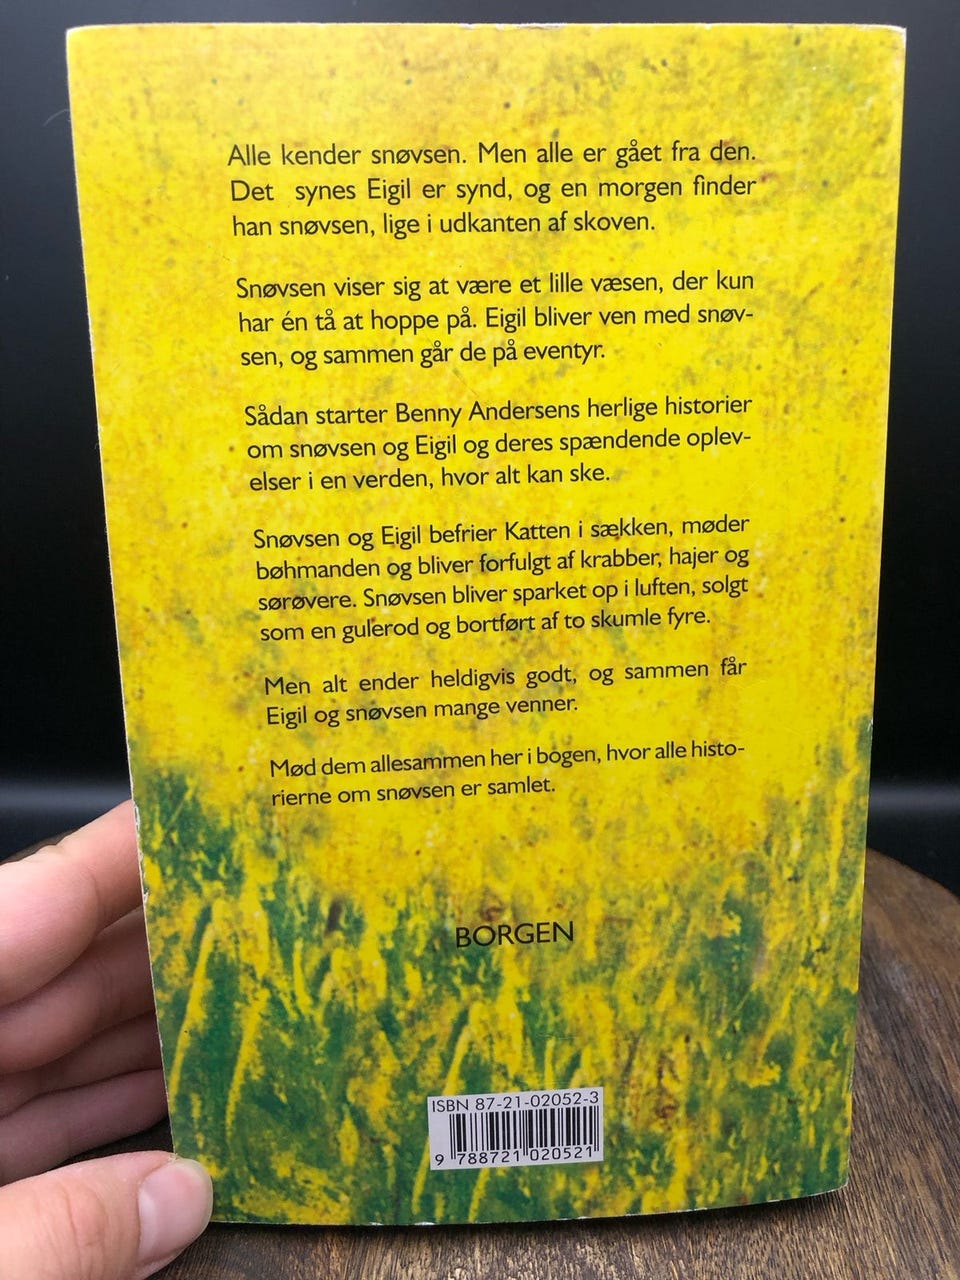 Alle kender snøvsen. Men alle er gået fra den.
Det synes Eigil er synd, og en morgen finder
han snøvsen, lige i udkanten af skoven.
Snøvsen viser sig at være et lille væsen, der kun
har én tå at hoppe på. Eigil bliver ven med snøv-
sen, og sammen går de på eventyr.
Sådan starter Benny Andersens herlige historier
om snøvsen og Eigil og deres spændende oplev-
elser i en verden, hvor alt kan ske.
Snøvsen og Eigil befrier Katten i sækken, møder
bøhmanden og bliver forfulgt af krabber, hajer og
sørøvere. Snøvsen bliver sparket op i luften, solgt
som en gulerod og bortført af to skumle fyre.
Men alt ender heldigvis godt, og sammen får
Eigil og snøvsen mange venner.
Mød dem allesammen her i bogen, hvor alle histo-
rierne om snøvsen er samlet.
BORGEN
ISBN 87-21-02052-3
9 788721 020521